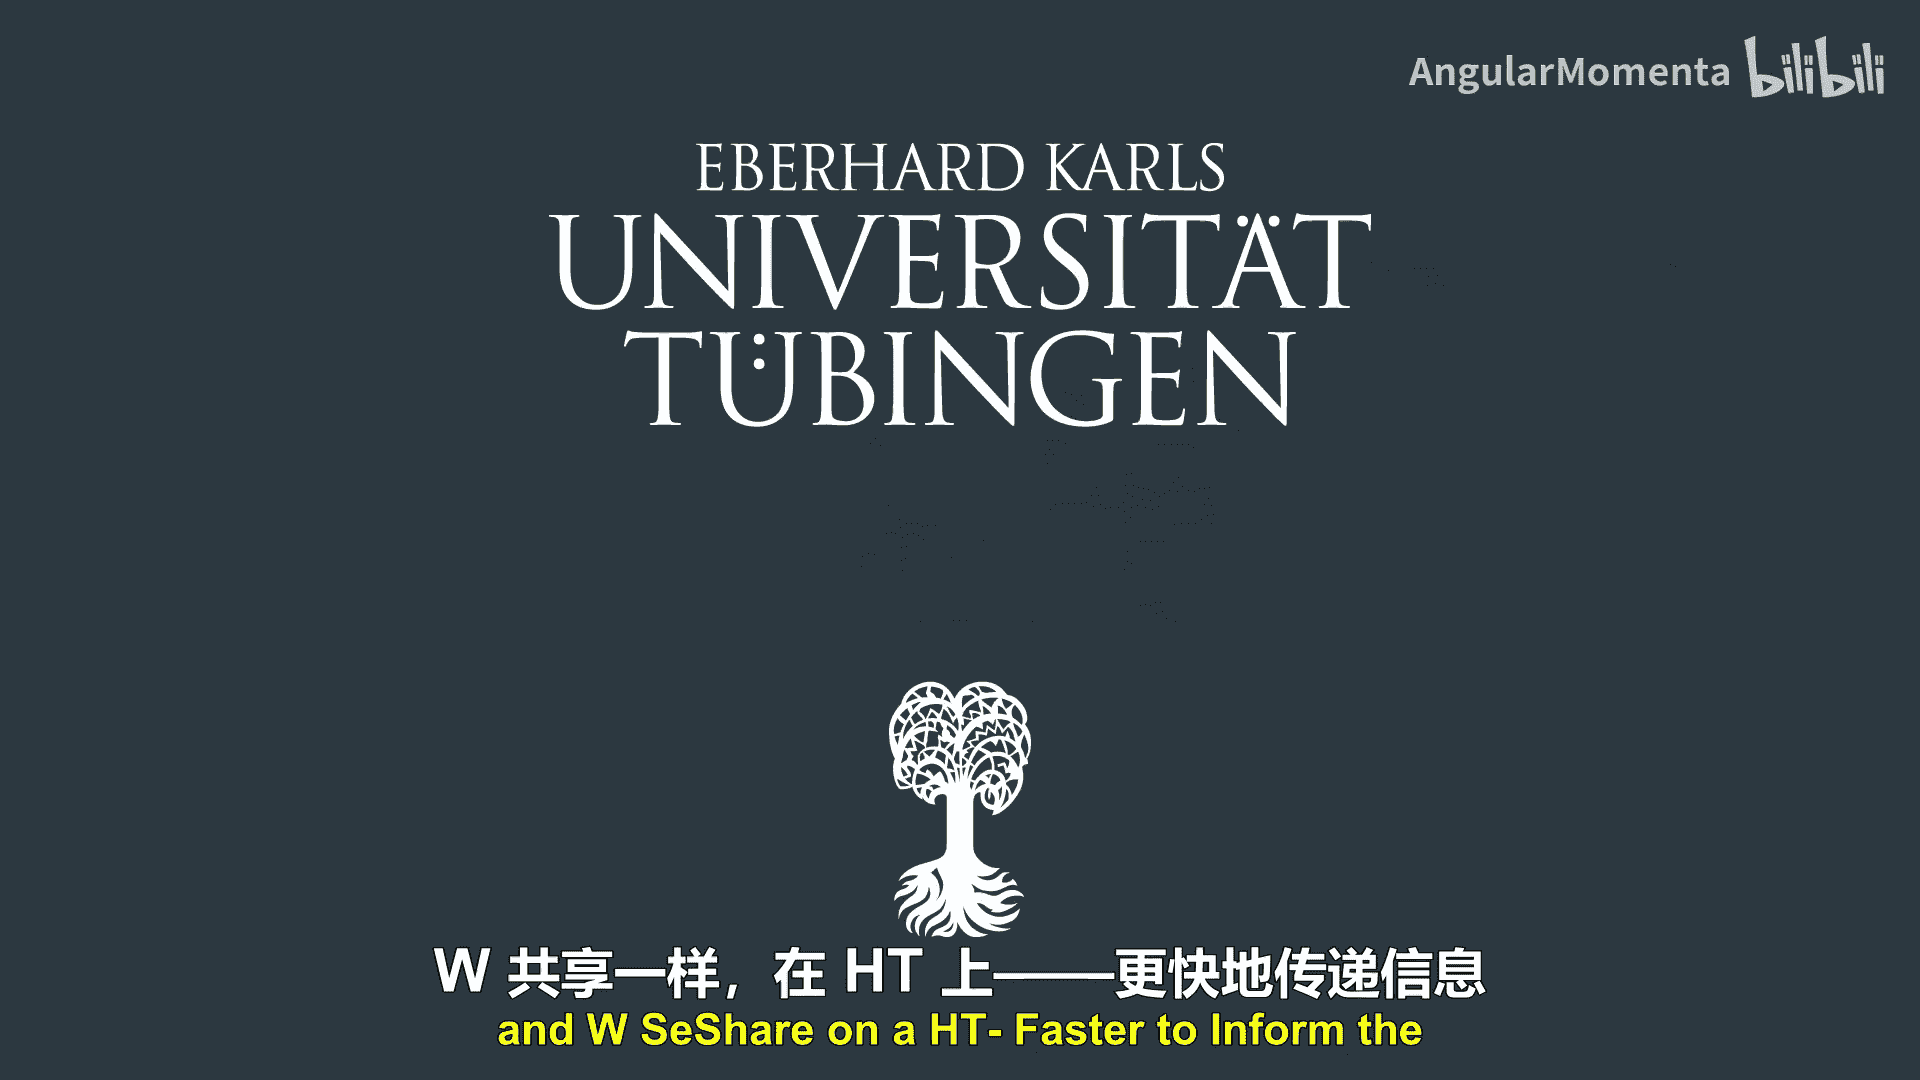 AngularMomenta bilibili
EBERHARD KARLS
UNIVERSITÄT
TÜBINGEN
W 共享一样，在 HT 上——更快地传递信息
and W SeShare on a HT- Faster to Inform the